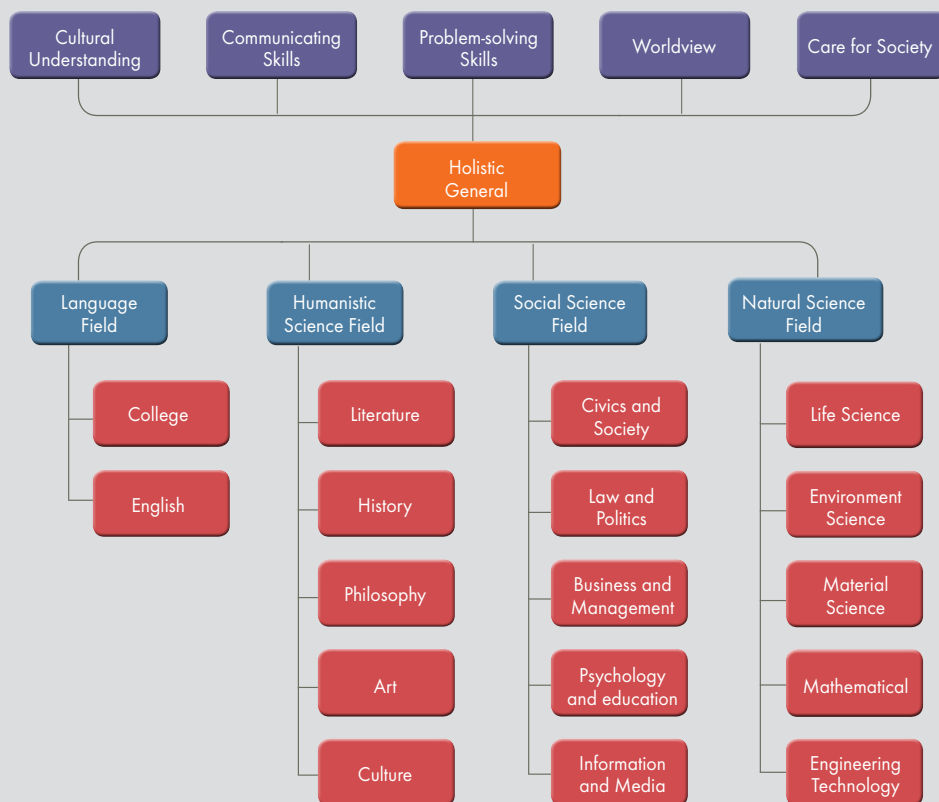 Cultural
Understanding
Communicating
Skills
Problem-solving
Skills
Worldview
Care for Society
Holistic
General
Language
Field
Humanistic
Science Field
Social Science
Field
Natural Science
Field
College
English
Literature
History
Philosophy
Art
Culture
Civics and
Society
Law and
Politics
Business and
Management
Psychology
and education
Information
and Media
Life Science
Environment
Science
Material
Science
Mathematical
Engineering
Technology